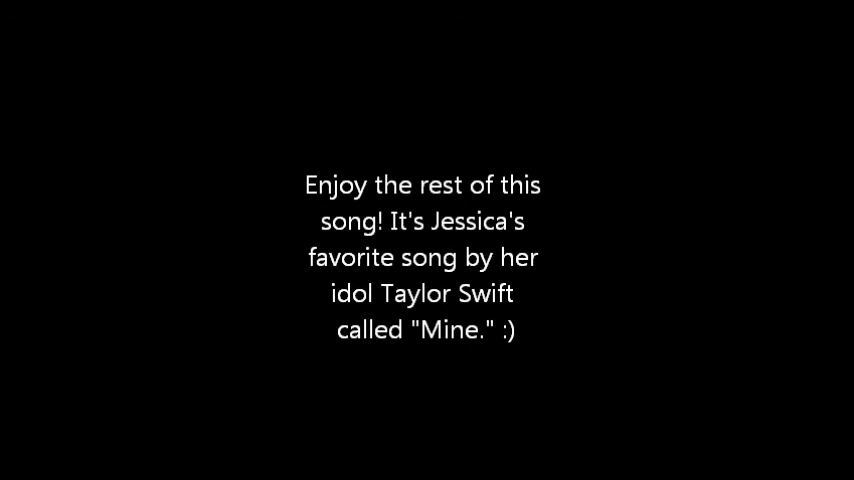 Enjoy the rest of this
song! It's Jessica's
favorite song by her
idol Taylor Swift
called "Mine." :)